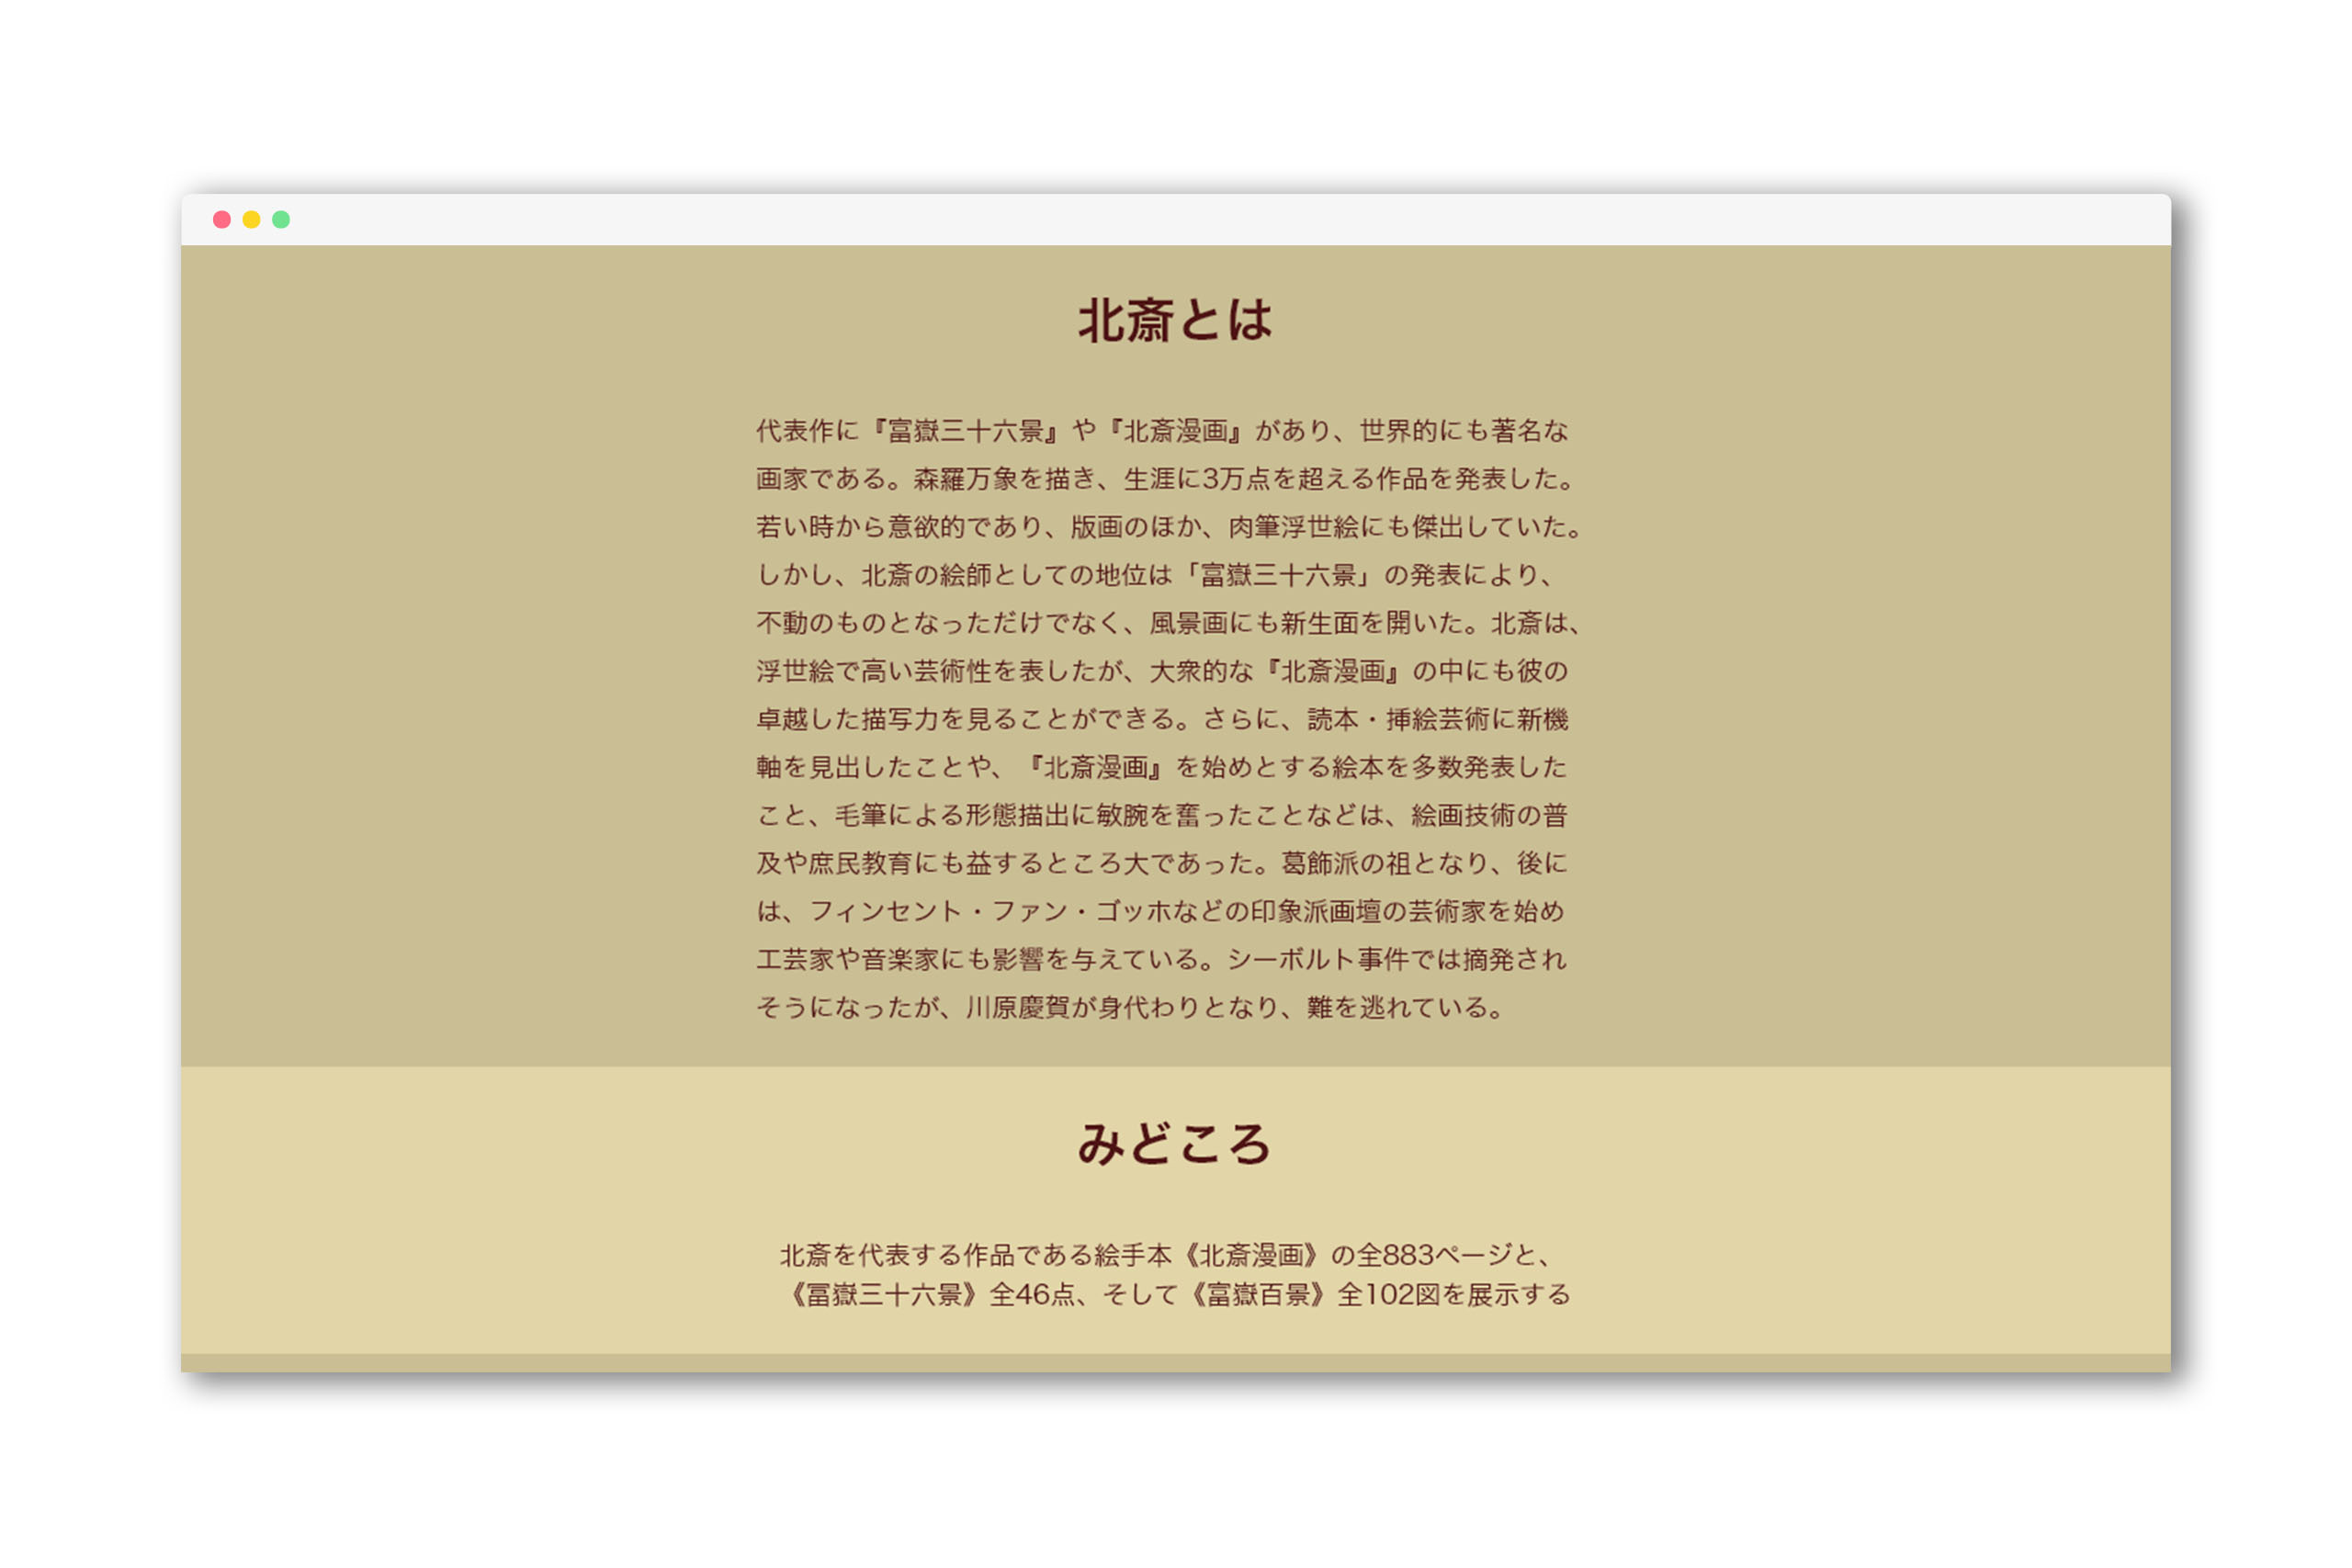 北斎とは
代表作に『富嶽三十六景』や『北斎漫画』があり、世界的にも著名な
画家である。森羅万象を描き、生涯に3万点を超える作品を発表した。
若い時から意欲的であり、版画のほか、肉筆浮世絵にも傑出していた。
しかし、北斎の絵師としての地位は「富嶽三十六景」の発表により、
不動のものとなっただけでなく、風景画にも新生面を開いた。北斎は、
浮世絵で高い芸術性を表したが、大衆的な『北斎漫画』の中にも彼の
卓越した描写力を見ることができる。さらに、読本・挿絵芸術に新機
軸を見出したことや、『北斎漫画』を始めとする絵本を多数発表した
こと、毛筆による形態描出に敏腕を奮ったことなどは、絵画技術の普
及や庶民教育にも益するところ大であった。葛飾派の祖となり、後に
は、フィンセント・ファン・ゴッホなどの印象派画壇の芸術家を始め
工芸家や音楽家にも影響を与えている。シーボルト事件では摘発され
そうになったが、川原慶賀が身代わりとなり、難を逃れている。
みどころ
北斎を代表する作品である絵手本《北斎漫画》の全883ページと、
《冨嶽三十六景》全46点、そして《富嶽百景》全102図を展示する